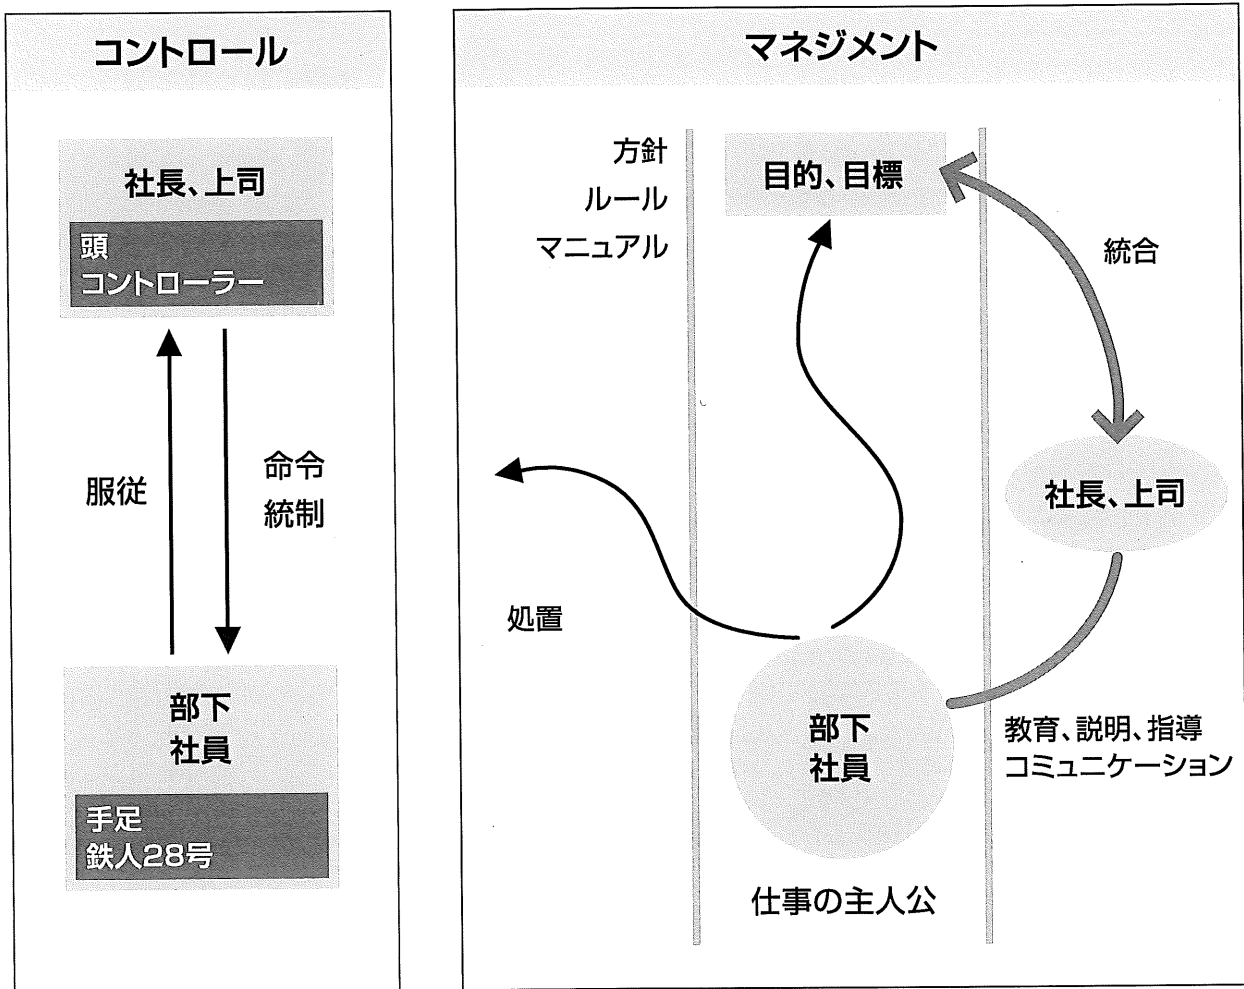 コントロール
社長、上司
頭
コントローラー
服従
命令
統制
部下
社員
手足
鉄人28号
マネジメント
方針
ルール
マニュアル
目的、目標
統合
社長、上司
処置
部下
社員
教育、説明、指導
コミュニケーション
仕事の主人公